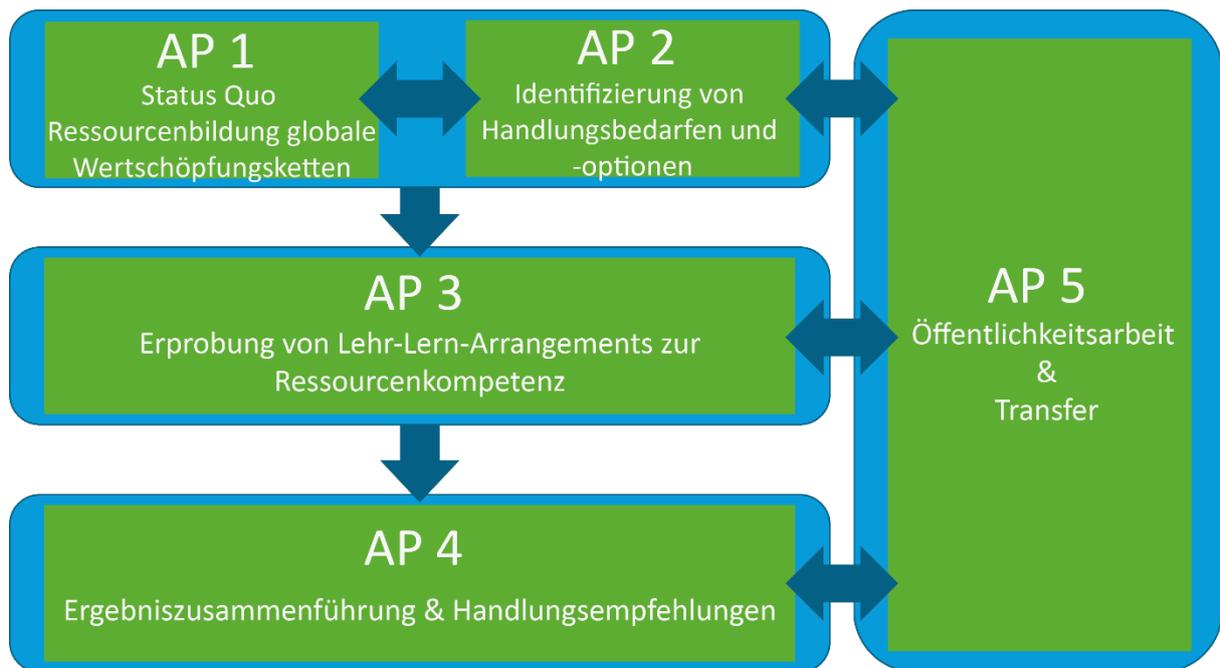 AP 1
Status Quo
Ressourcenbildung globale
Wertschöpfungsketten
AP 2
Identifizierung von
Handlungsbedarfen und
-optionen
AP 3
Erprobung von Lehr-Lern-Arrangements zur
Ressourcenkompetenz
AP 4
Ergebniszusammenführung & Handlungsempfehlungen
AP 5
Öffentlichkeitsarbeit
&
Transfer